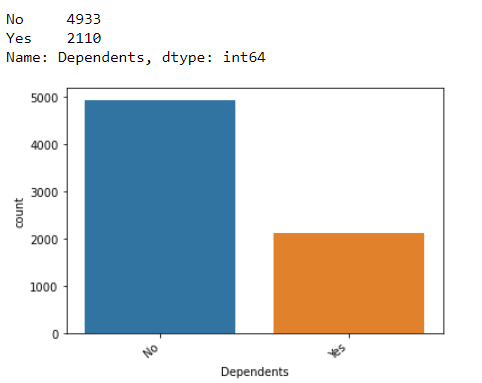 No     4933
Yes    2110
Name: Dependents, dtype: int64
5000
4000
3000
2000
1000
0
count
No
Yes
Dependents